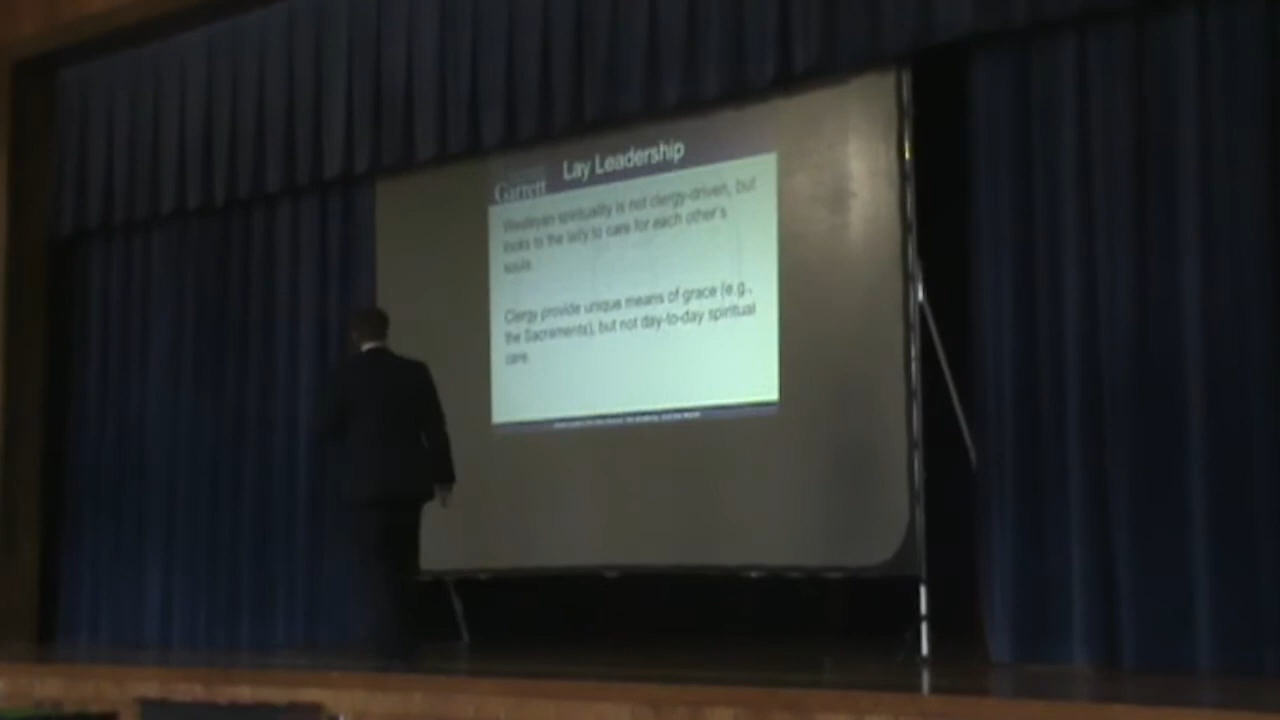 Lay Leadership
Garrett
Wesleyan spirituality is not clergy-driven, but
looks to the laity to care for each other's
souls.
Clergy provide unique means of grace (e.g.,
the Sacraments), but not day-to-day spiritual
care.